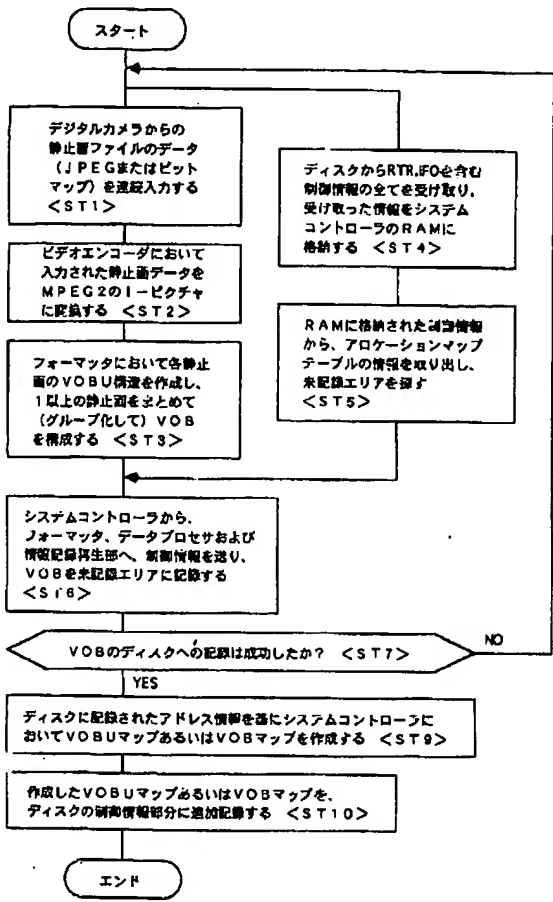 スタート
デジタルカメラからの
静止画ファイルのデータ
(JPEGまたはビット
マップ)を連続入力する
<ST1>
ビデオエンコーダにおいて
入力された静止画データを
MPEG2のI−ピクチャ
に変換する <ST2>
フォーマッタにおいて各静止
画のVOBU構造を作成し、
1以上の静止画をまとめて
(グループ化して)VOB
を構成する <ST3>
ディスクからRTR.IFOを含む
制御情報の全てを受け取り、
受け取った情報をシステム
コントローラのRAMに
格納する <ST4>
RAMに格納された制御情報
から、アロケーションマップ
テーブルの情報を取り出し、
未記録エリアを探す
<ST5>
システムコントローラから、
フォーマッタ、データプロセサおよび
情報記録再生部へ、制御情報を送り、
VOBを未記録エリアに記録する
<ST6>
VOBのディスクへの記録は成功したか? <ST7>
NO
YES
ディスクに記録されたアドレス情報を基にシステムコントローラに
おいてVOBUマップあるいはVOBマップを作成する <ST9>
作成したVOBUマップあるいはVOBマップを、
ディスクの制御情報部分に追加記録する <ST10>
エンド